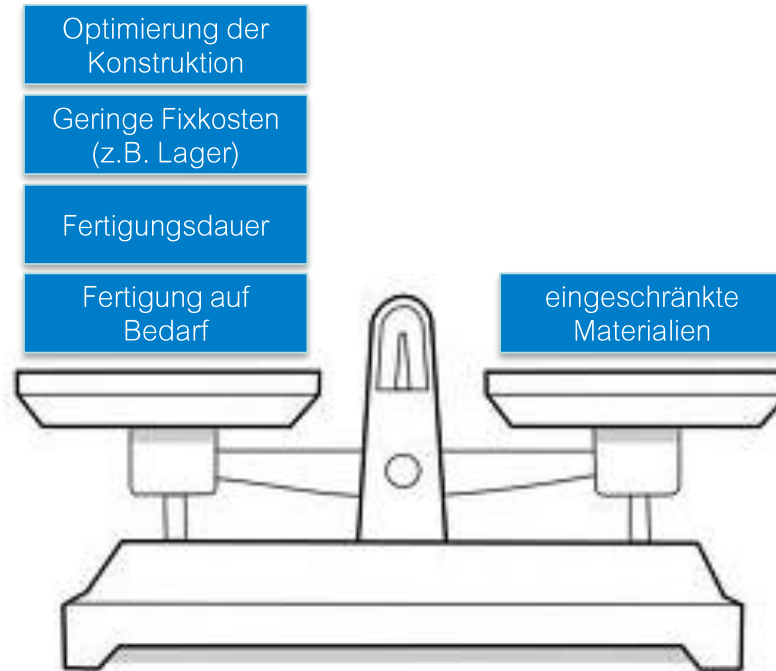 Optimierung der
Konstruktion
Geringe Fixkosten
(z.B. Lager)
Fertigungsdauer
Fertigung auf
Bedarf
eingeschränkte
Materialien